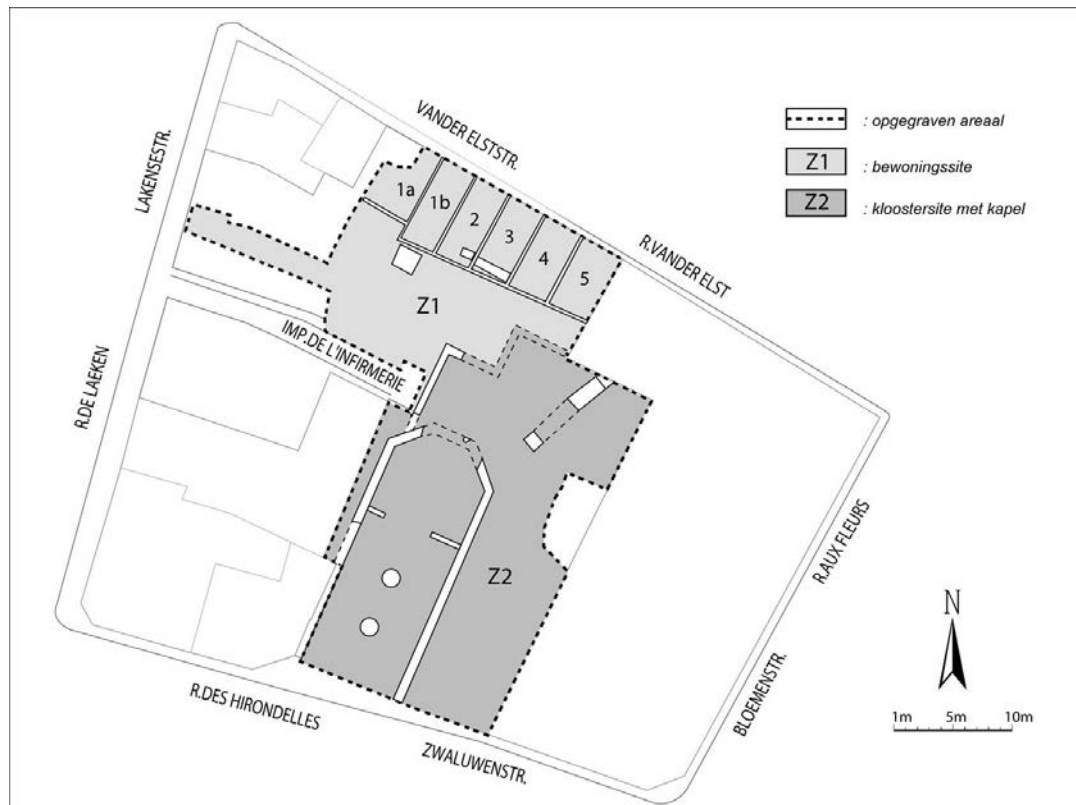 VANDER ELSTSTR.
R.VANDER ELST
LAKENSESTR.
R.DE LAEKEN
IMP.DE L'INFIRMERIE
1a
1b
2
3
4
5
Z1
Z2
R.DES HIRONDELLES
ZWALUWENSTR.
R.AUX FLEURS
BLOEMENSTR.
: opgegraven areaal
Z1 : bewoningssite
Z2 : kloostersite met kapel
N
1m 5m 10m